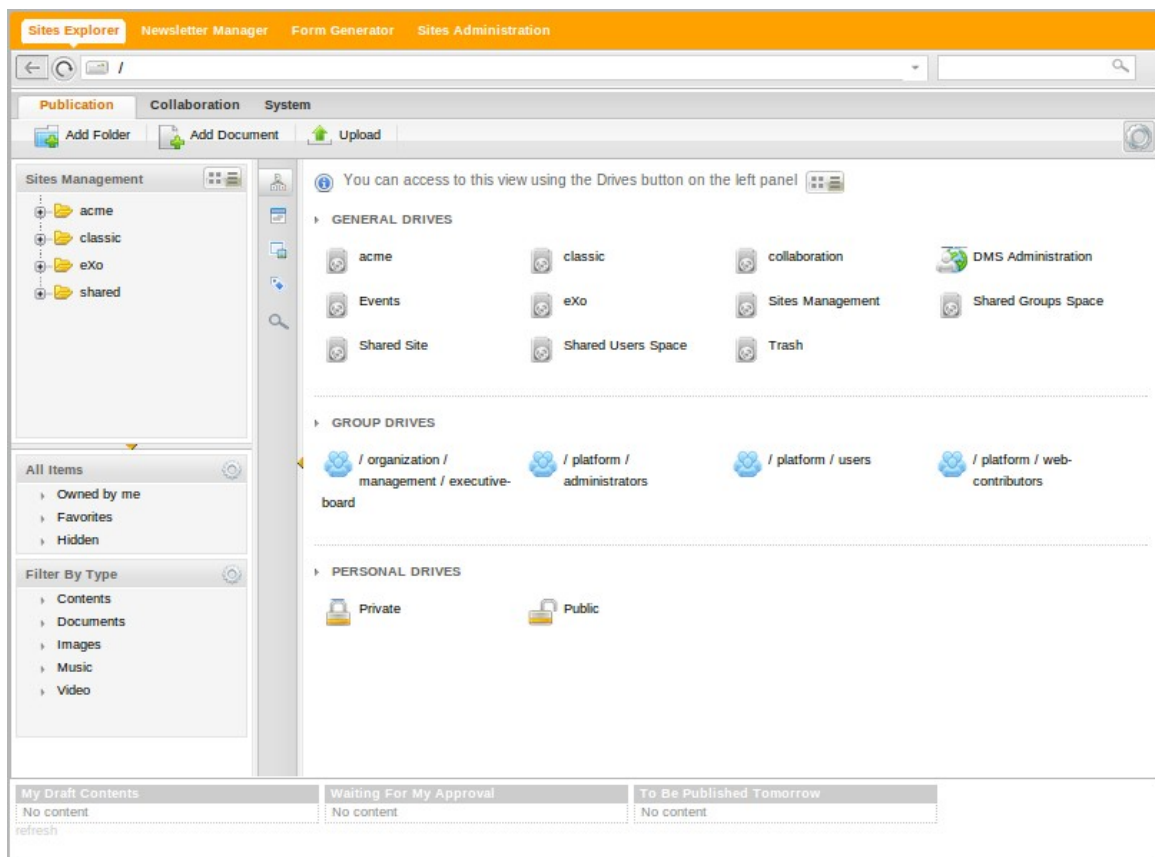 Sites Explorer Newsletter Manager Form Generator Sites Administration
/
Publication Collaboration System
Add Folder Add Document Upload
Sites Management
acme
classic
eXo
shared
All Items
Owned by me
Favorites
Hidden
Filter By Type
Contents
Documents
Images
Music
Video
You can access to this view using the Drives button on the left panel
GENERAL DRIVES
acme classic collaboration DMS Administration
Events eXo Sites Management Shared Groups Space
Shared Site Shared Users Space Trash
GROUP DRIVES
/ organization / / platform / / platform / users / platform / web-
management / executive- administrators contributors
board
PERSONAL DRIVES
Private Public
My Draft Contents Waiting For My Approval To Be Published Tomorrow
No content No content No content
refresh